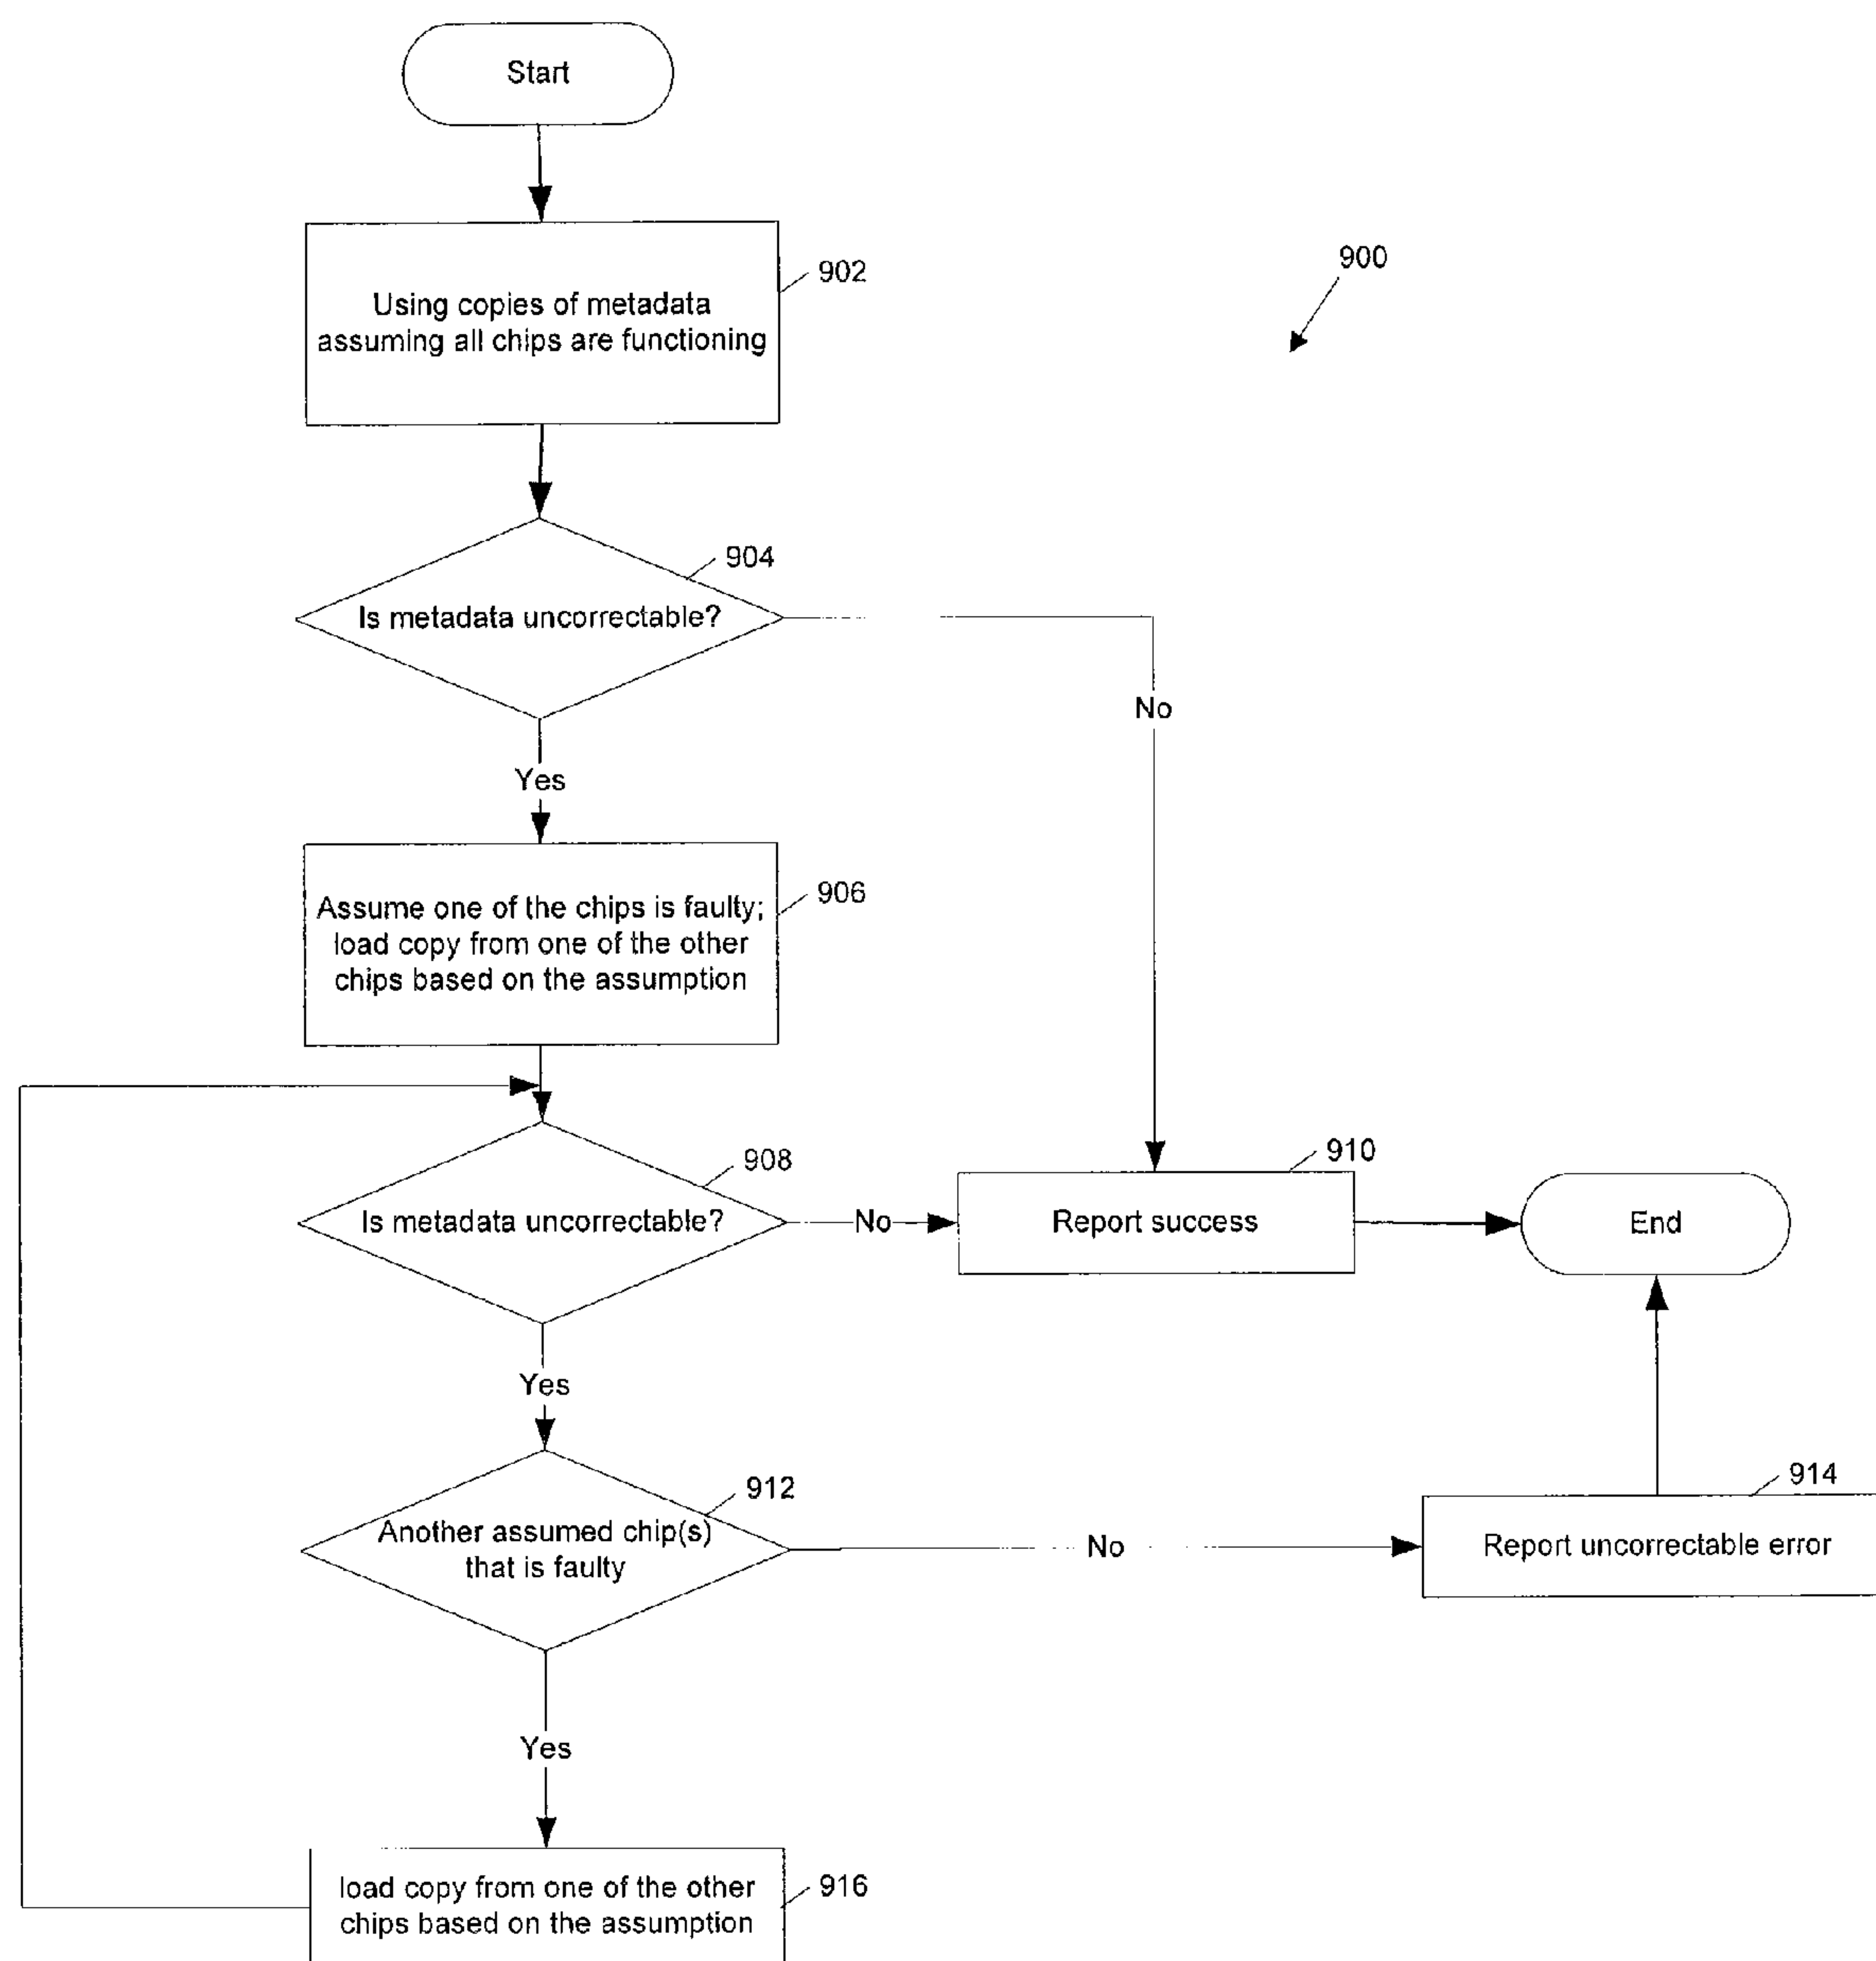 Start
Using copies of metadata
assuming all chips are functioning
902
900
Is metadata uncorrectable?
904
No
Yes
Assume one of the chips is faulty;
load copy from one of the other
chips based on the assumption
906
Is metadata uncorrectable?
908
No
Report success
910
End
Yes
Another assumed chip(s)
that is faulty
912
No
Report uncorrectable error
914
Yes
load copy from one of the other
chips based on the assumption
916